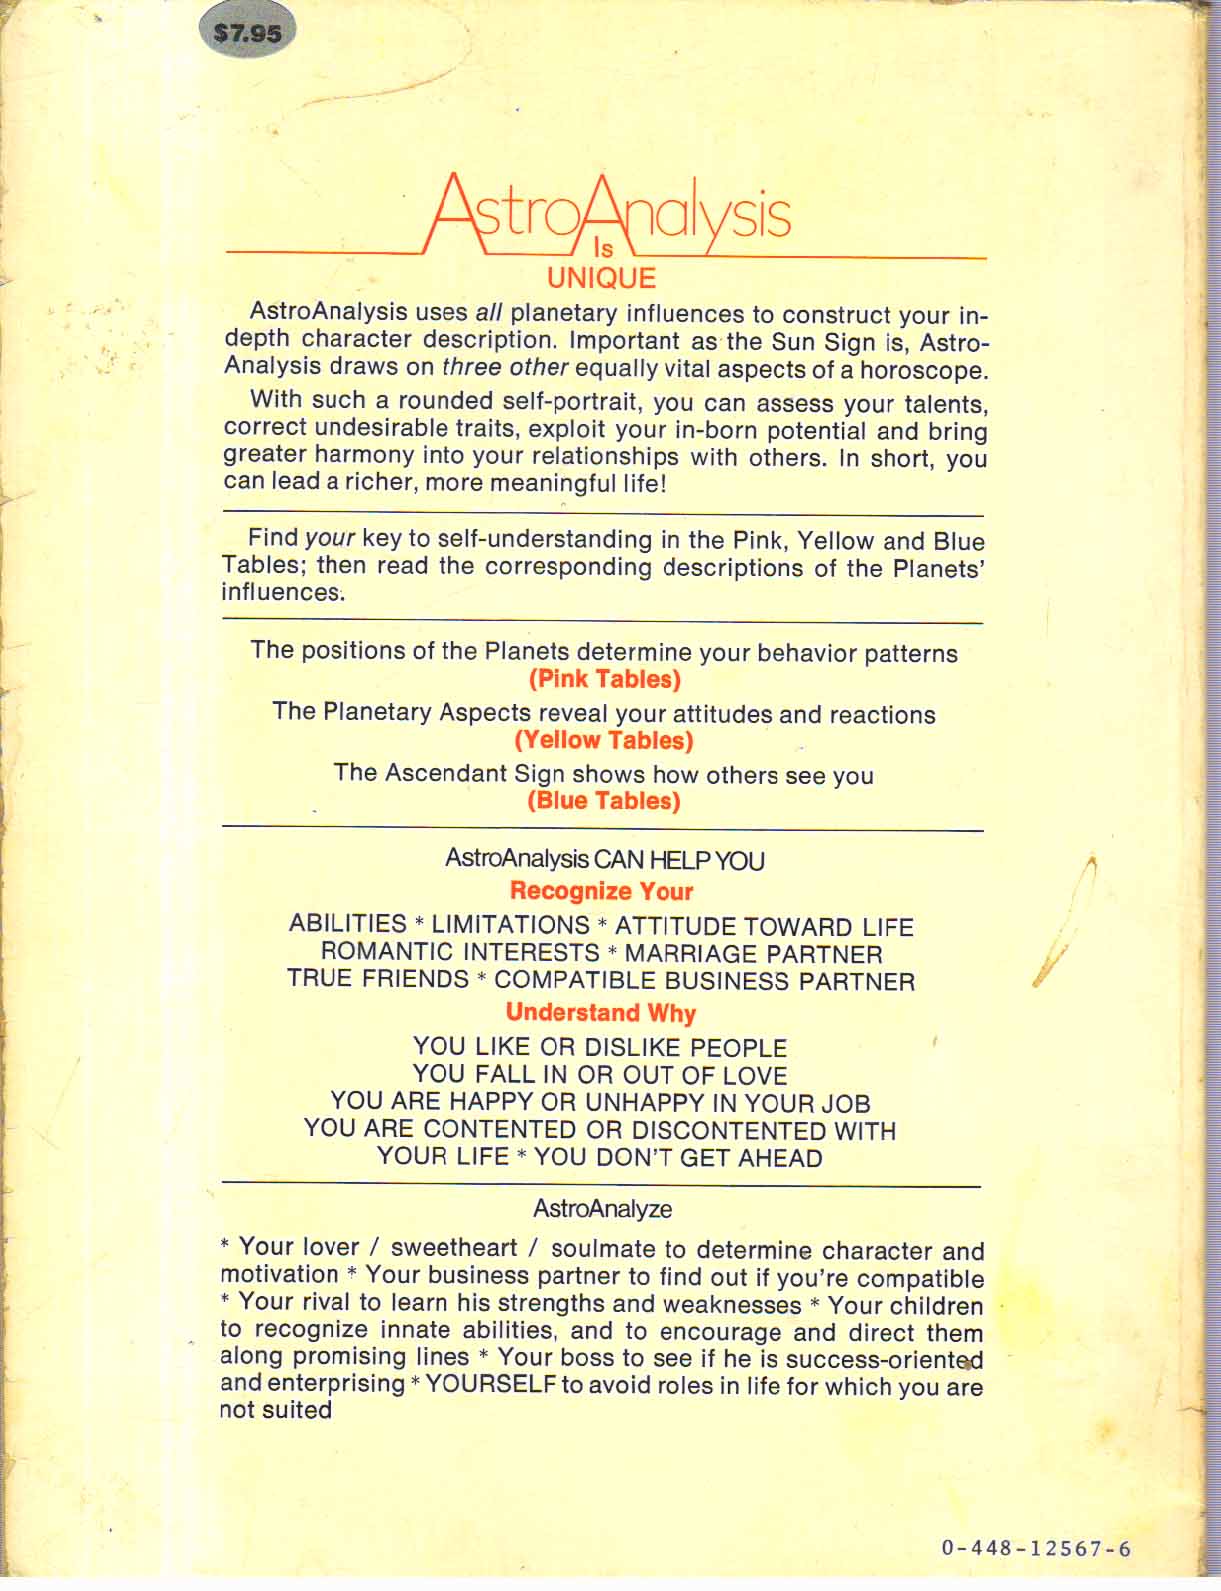 $7.95
AstroAnalysis
Is
UNIQUE
AstroAnalysis uses all planetary influences to construct your in-
depth character description. Important as the Sun Sign is, Astro-
Analysis draws on three other equally vital aspects of a horoscope.
With such a rounded self-portrait, you can assess your talents,
correct undesirable traits, exploit your in-born potential and bring
greater harmony into your relationships with others. In short, you
can lead a richer, more meaningful life!
Find your key to self-understanding in the Pink, Yellow and Blue
Tables; then read the corresponding descriptions of the Planets'
influences.
The positions of the Planets determine your behavior patterns
(Pink Tables)
The Planetary Aspects reveal your attitudes and reactions
(Yellow Tables)
The Ascendant Sign shows how others see you
(Blue Tables)
AstroAnalysis CAN HELP YOU
Recognize Your
ABILITIES * LIMITATIONS * ATTITUDE TOWARD LIFE
ROMANTIC INTERESTS * MARRIAGE PARTNER
TRUE FRIENDS * COMPATIBLE BUSINESS PARTNER
Understand Why
YOU LIKE OR DISLIKE PEOPLE
YOU FALL IN OR OUT OF LOVE
YOU ARE HAPPY OR UNHAPPY IN YOUR JOB
YOU ARE CONTENTED OR DISCONTENTED WITH
YOUR LIFE * YOU DON'T GET AHEAD
AstroAnalyze
* Your lover / sweetheart / soulmate to determine character and
motivation * Your business partner to find out if you're compatible
* Your rival to learn his strengths and weaknesses * Your children
to recognize innate abilities, and to encourage and direct them
along promising lines * Your boss to see if he is success-oriented
and enterprising * YOURSELF to avoid roles in life for which you are
not suited
0-448-12567-6